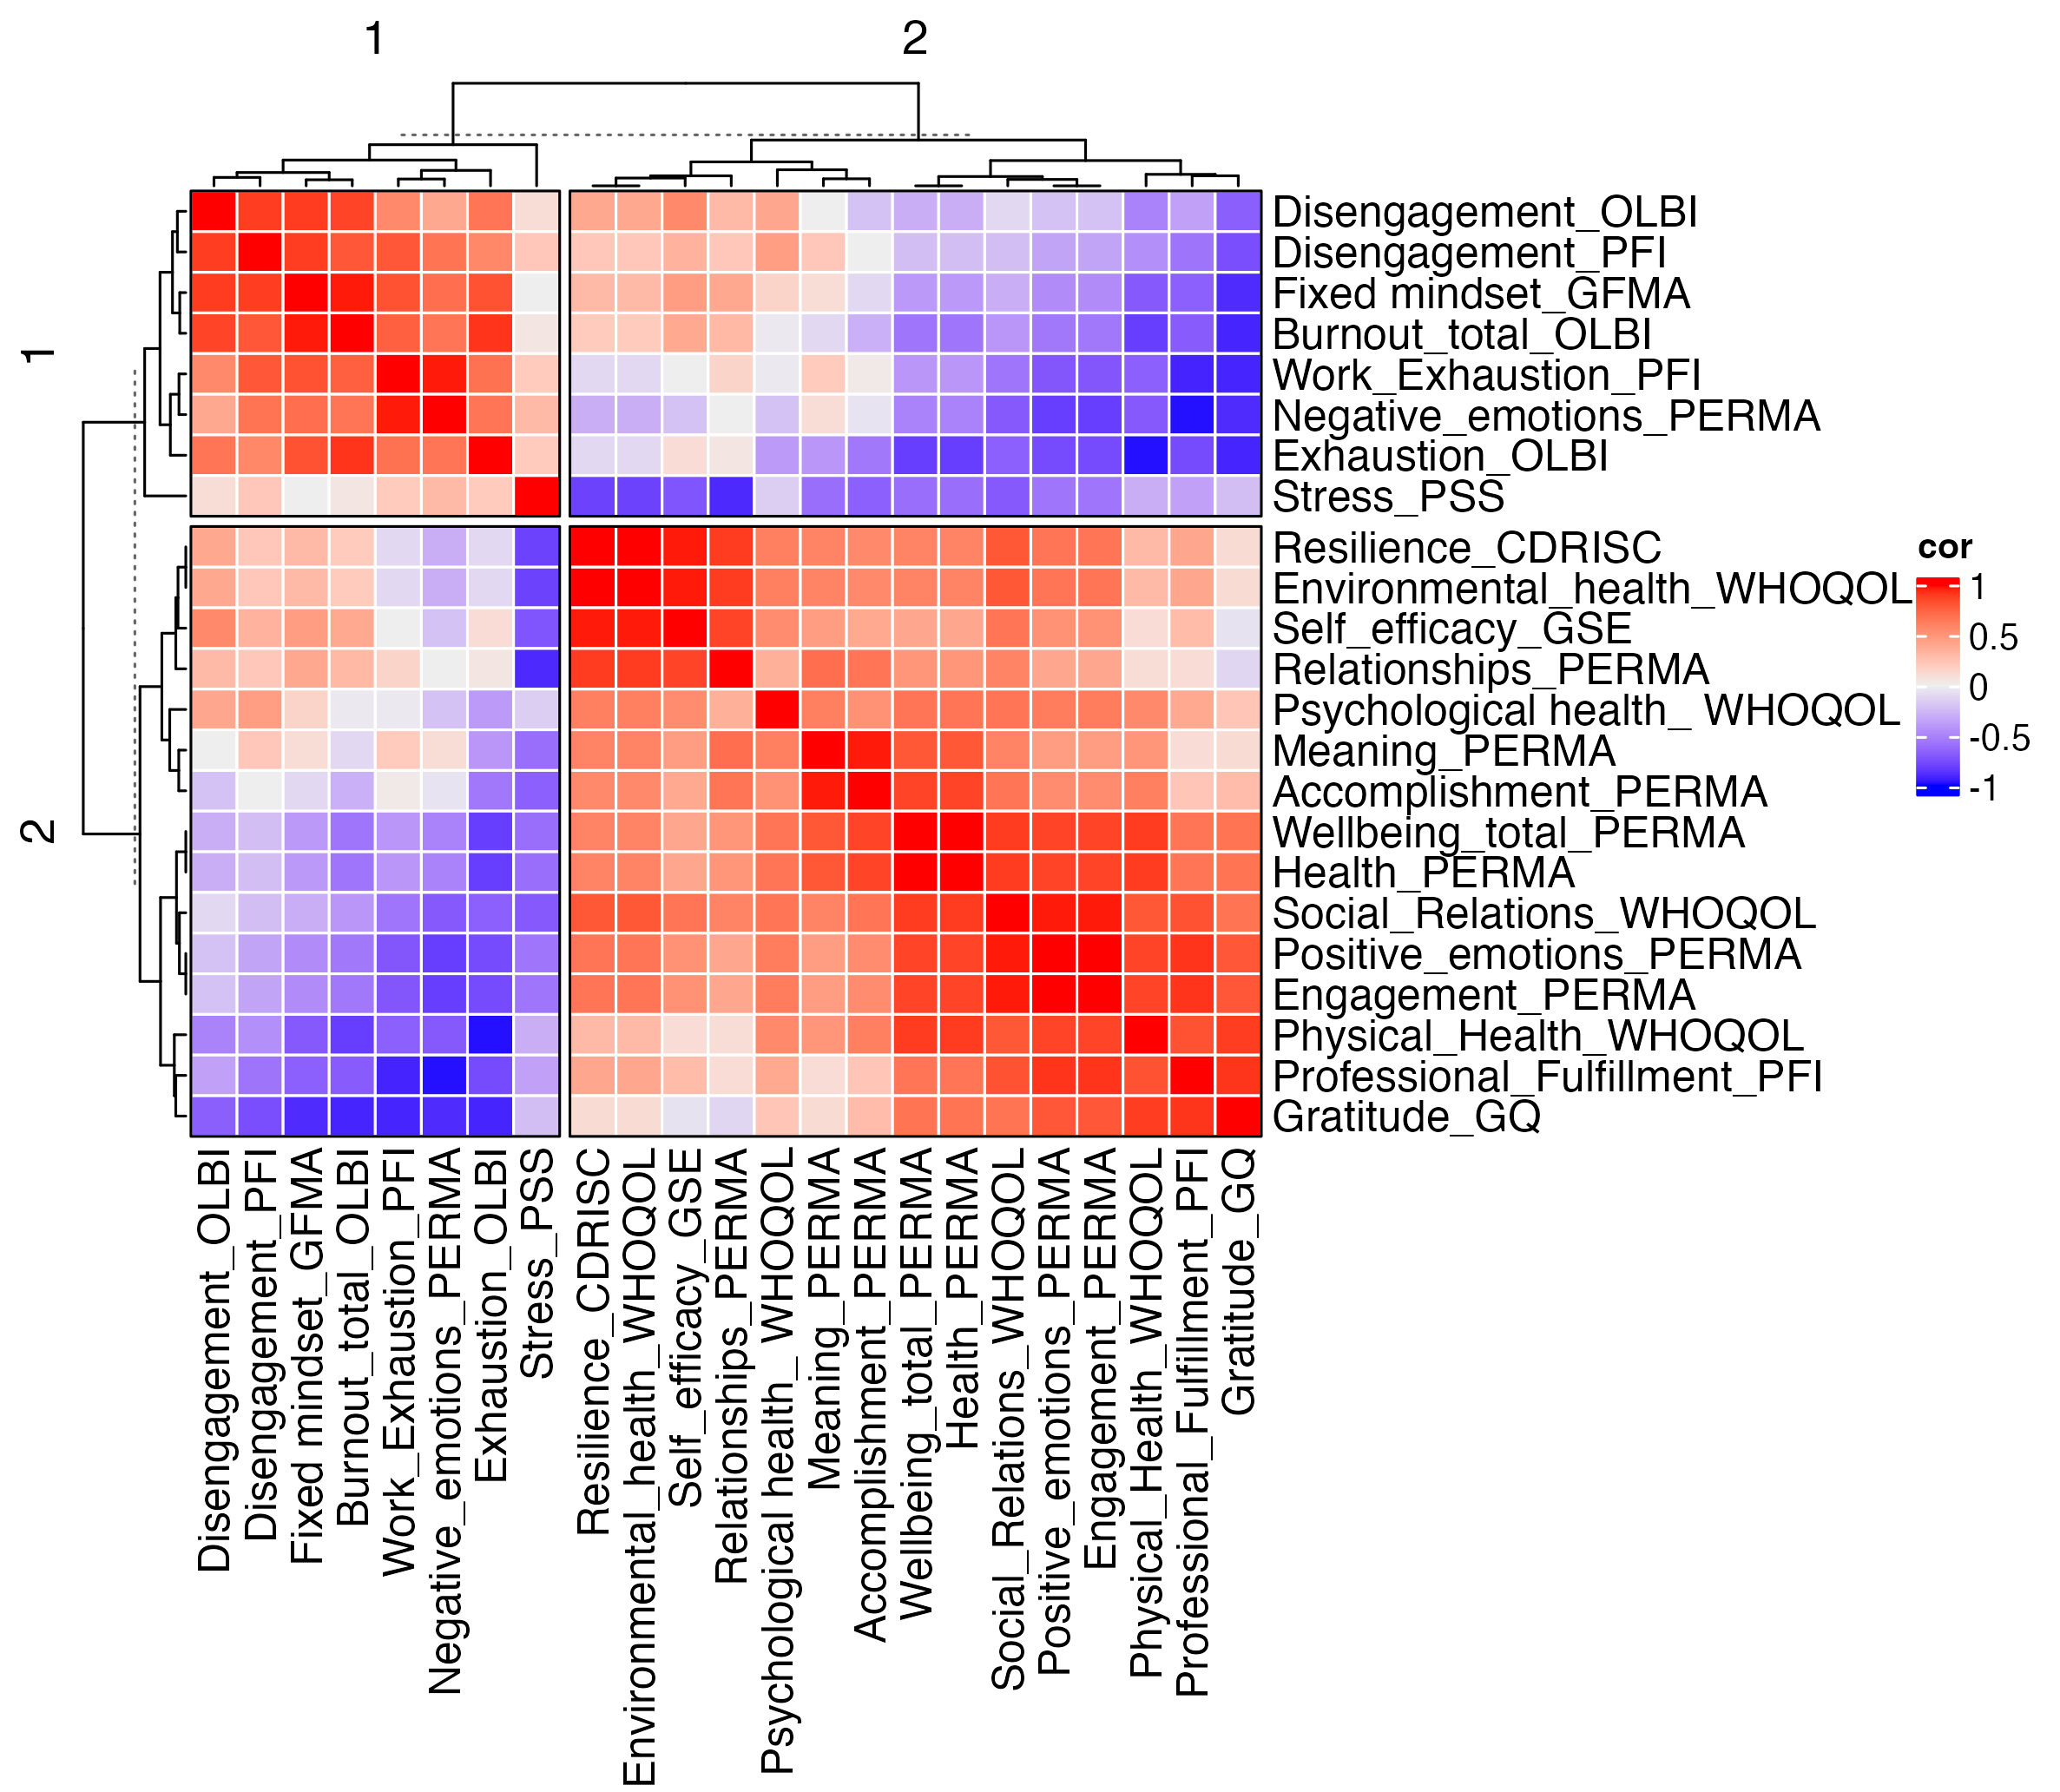 1
2
1
2
Disengagement_OLBI
Disengagement_PFI
Fixed mindset_GFMA
Burnout_total_OLBI
Work_Exhaustion_PFI
Negative_emotions_PERMA
Exhaustion_OLBI
Stress_PSS
Resilience_CDRISC
Environmental_health_WHOQOL
Self_efficacy_GSE
Relationships_PERMA
Psychological health_ WHOQOL
Meaning_PERMA
Accomplishment_PERMA
Wellbeing_total_PERMA
Health_PERMA
Social_Relations_WHOQOL
Positive_emotions_PERMA
Engagement_PERMA
Physical_Health_WHOQOL
Professional_Fulfillment_PFI
Gratitude_GQ
cor
1
0.5
0
-0.5
-1
Disengagement_OLBI
Disengagement_PFI
Fixed mindset_GFMA
Burnout_total_OLBI
Work_Exhaustion_PFI
Negative_emotions_PERMA
Exhaustion_OLBI
Stress_PSS
Resilience_CDRISC
Environmental_health_WHOQOL
Self_efficacy_GSE
Relationships_PERMA
Psychological health_ WHOQOL
Meaning_PERMA
Accomplishment_PERMA
Wellbeing_total_PERMA
Health_PERMA
Social_Relations_WHOQOL
Positive_emotions_PERMA
Engagement_PERMA
Physical_Health_WHOQOL
Professional_Fulfillment_PFI
Gratitude_GQ